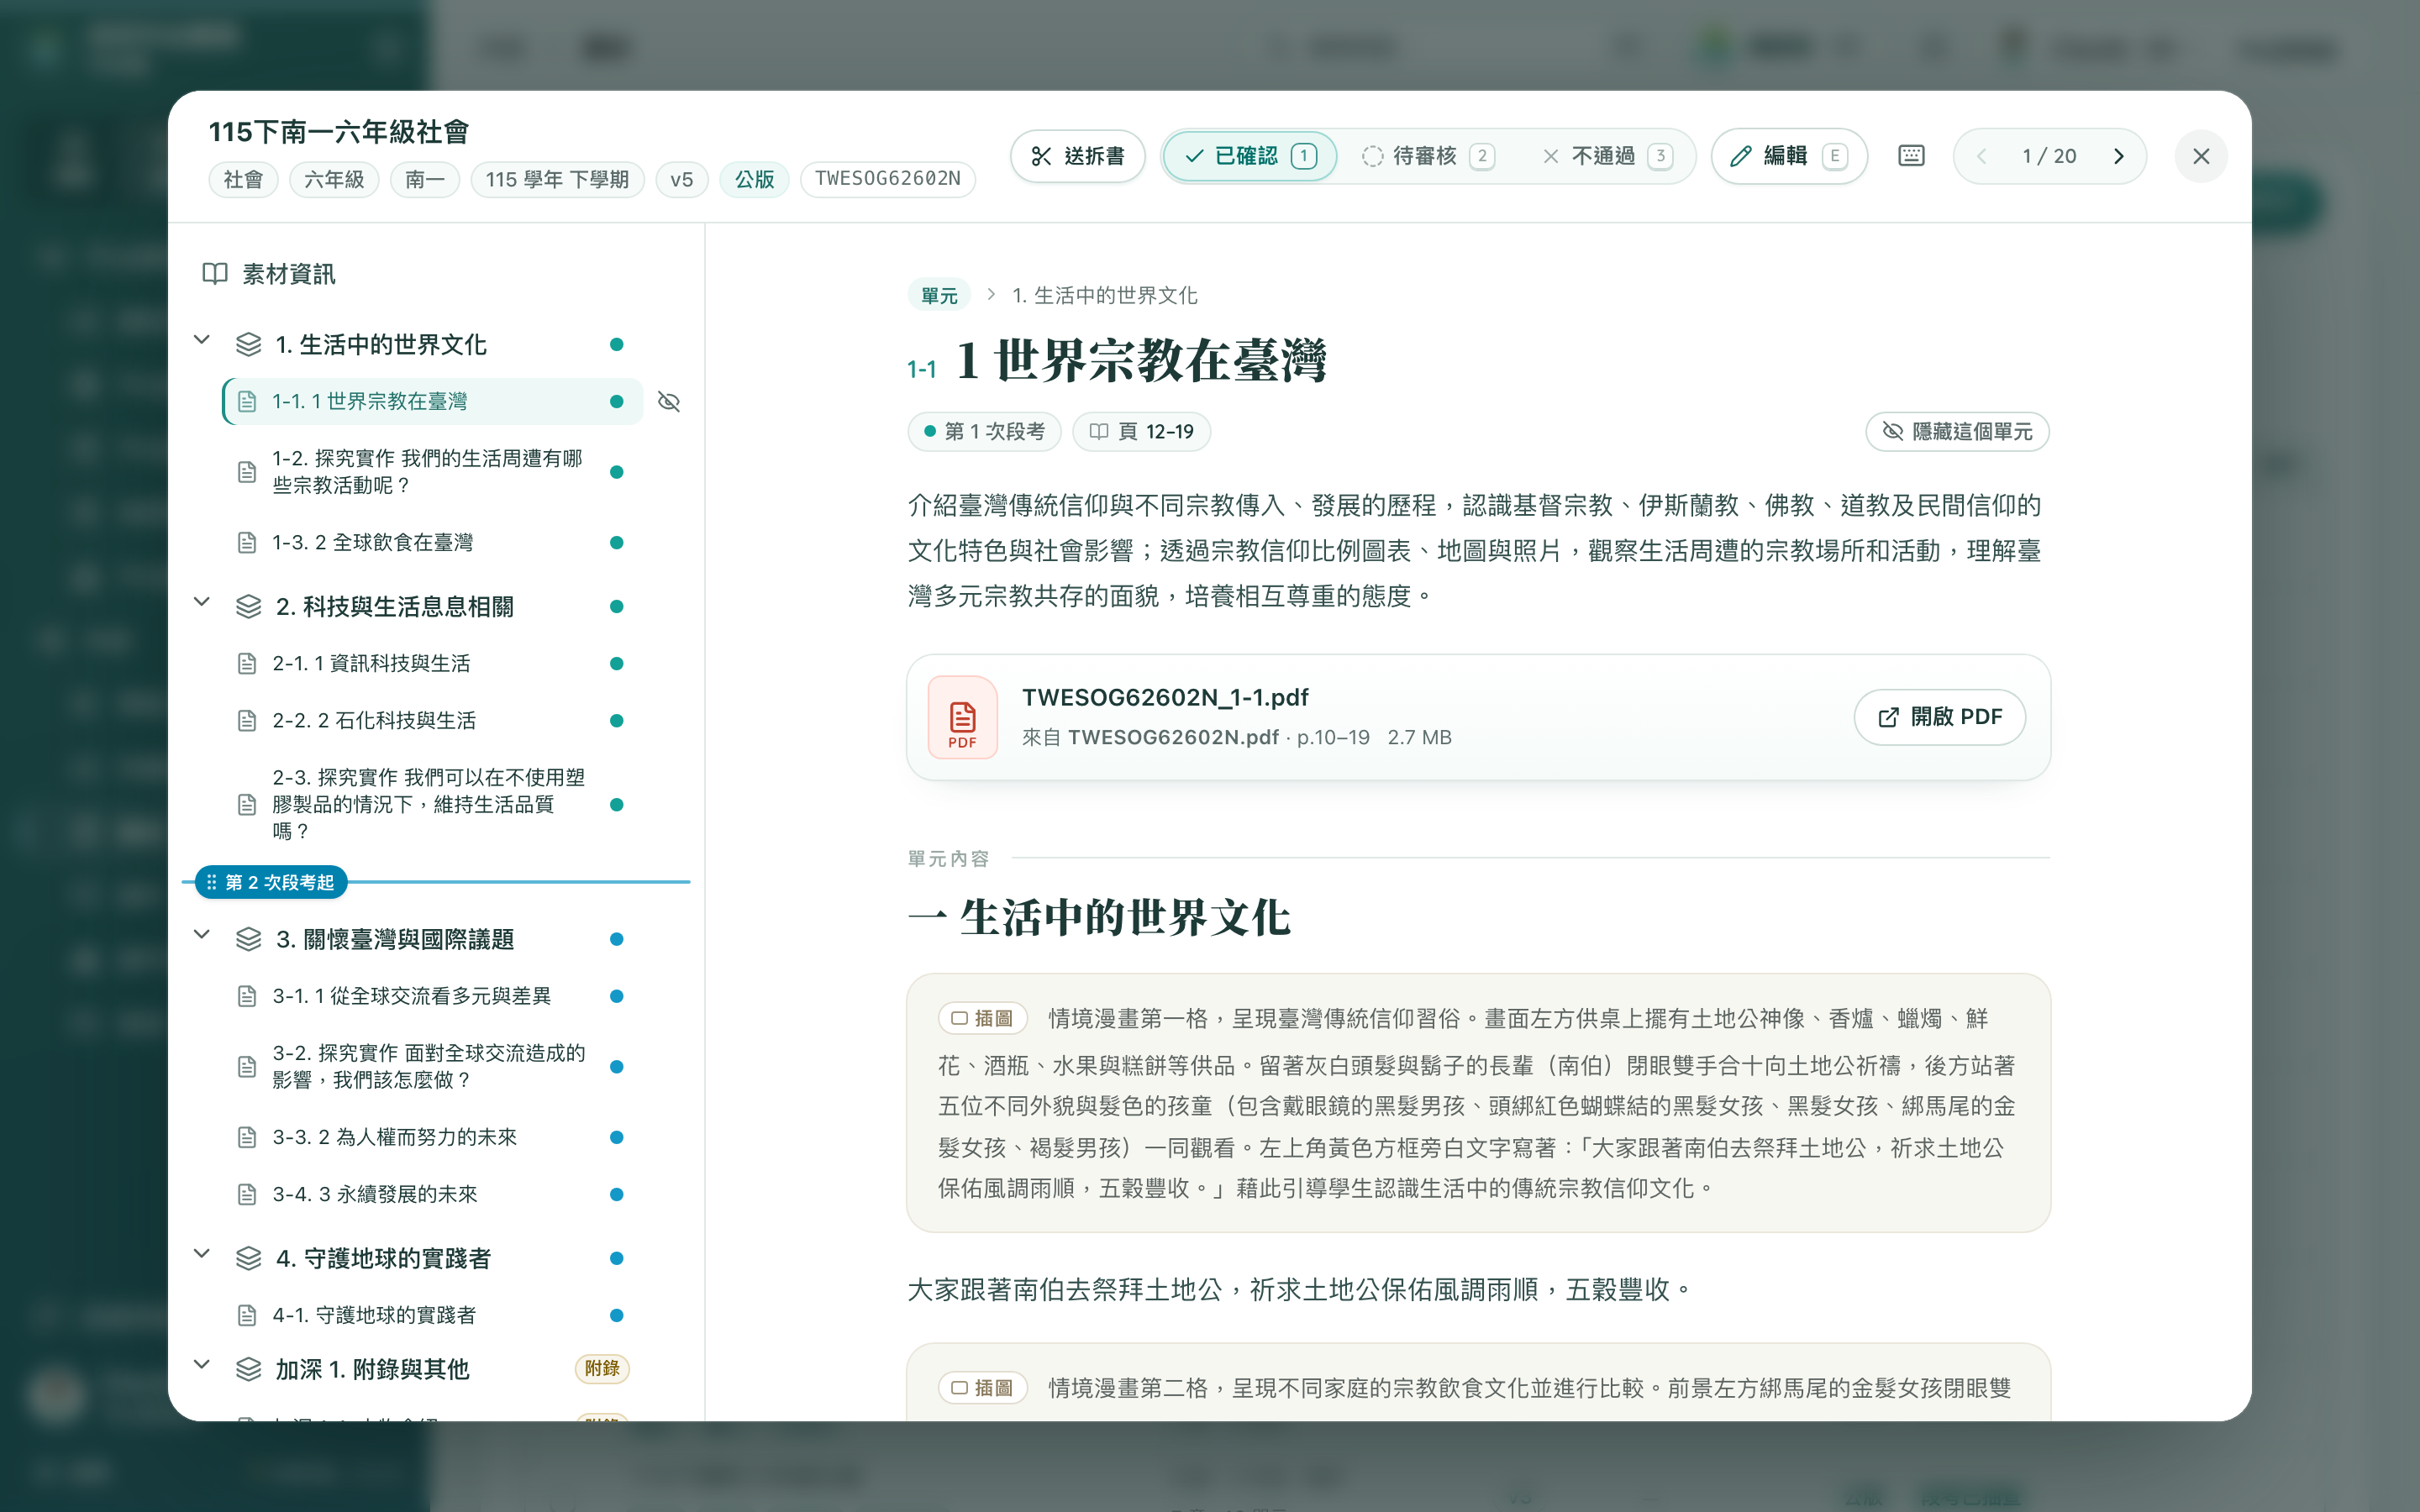 115下南一六年級社會
社會 六年級 南一 115 學年 下學期 v5 公版 TWESOG62602N
送拆書 已確認 1 待審核 2 不通過 3 編輯 E 1 / 20
素材資訊
1. 生活中的世界文化
1-1. 1 世界宗教在臺灣
1-2. 探究實作 我們的生活周遭有哪
些宗教活動呢？
1-3. 2 全球飲食在臺灣
2. 科技與生活息息相關
2-1. 1 資訊科技與生活
2-2. 2 石化科技與生活
2-3. 探究實作 我們可以在不使用塑
膠製品的情況下，維持生活品質
嗎？
第 2 次段考起
3. 關懷臺灣與國際議題
3-1. 1 從全球交流看多元與差異
3-2. 探究實作 面對全球交流造成的
影響，我們該怎麼做？
3-3. 2 為人權而努力的未來
3-4. 3 永續發展的未來
4. 守護地球的實踐者
4-1. 守護地球的實踐者
加深 1. 附錄與其他 附錄
單元 1. 生活中的世界文化
1-1 1 世界宗教在臺灣
第 1 次段考 頁 12–19 隱藏這個單元
介紹臺灣傳統信仰與不同宗教傳入、發展的歷程，認識基督宗教、伊斯蘭教、佛教、道教及民間信仰的
文化特色與社會影響；透過宗教信仰比例圖表、地圖與照片，觀察生活周遭的宗教場所和活動，理解臺
灣多元宗教共存的面貌，培養相互尊重的態度。
PDF
TWESOG62602N_1-1.pdf
來自 TWESOG62602N.pdf · p.10–19 2.7 MB
開啟 PDF
單元內容
一 生活中的世界文化
插圖 情境漫畫第一格，呈現臺灣傳統信仰習俗。畫面左方供桌上擺有土地公神像、香爐、蠟燭、鮮
花、酒瓶、水果與糕餅等供品。留著灰白頭髮與鬍子的長輩（南伯）閉眼雙手合十向土地公祈禱，後方站著
五位不同外貌與髮色的孩童（包含戴眼鏡的黑髮男孩、頭綁紅色蝴蝶結的黑髮女孩、黑髮女孩、綁馬尾的金
髮女孩、褐髮男孩）一同觀看。左上角黃色方框旁白文字寫著：「大家跟著南伯去祭拜土地公，祈求土地公
保佑風調雨順，五穀豐收。」藉此引導學生認識生活中的傳統宗教信仰文化。
大家跟著南伯去祭拜土地公，祈求土地公保佑風調雨順，五穀豐收。
插圖 情境漫畫第二格，呈現不同家庭的宗教飲食文化並進行比較。前景左方綁馬尾的金髮女孩閉眼雙